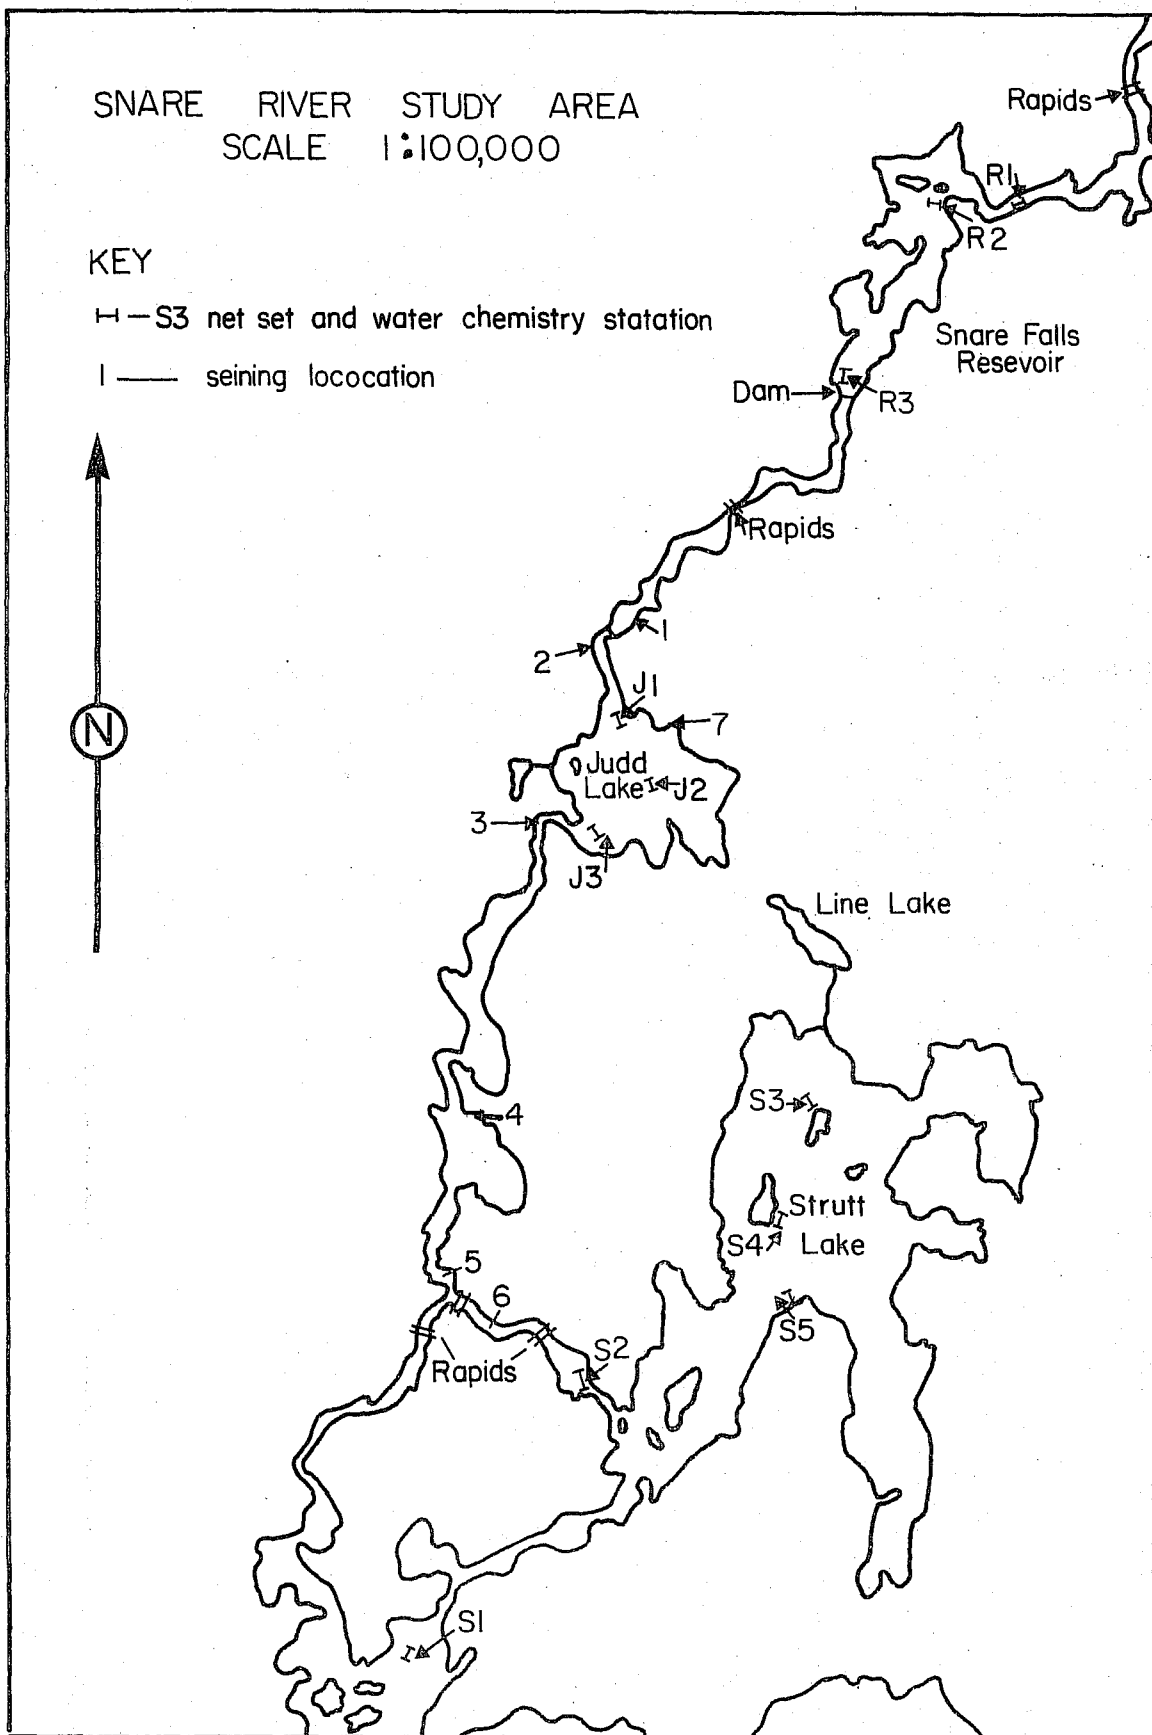 SNARE RIVER STUDY AREA
SCALE 1:100,000
Rapids
R1
R2
KEY
S3 net set and water chemistry statation
1 — seining lococation
Snare Falls
Resevoir
Dam
R3
Rapids
1
2
J1
7
N
Judd
Lake
J2
3
J3
Line Lake
S3
4
Strutt
S4 Lake
5
6
S5
S2
Rapids
S1